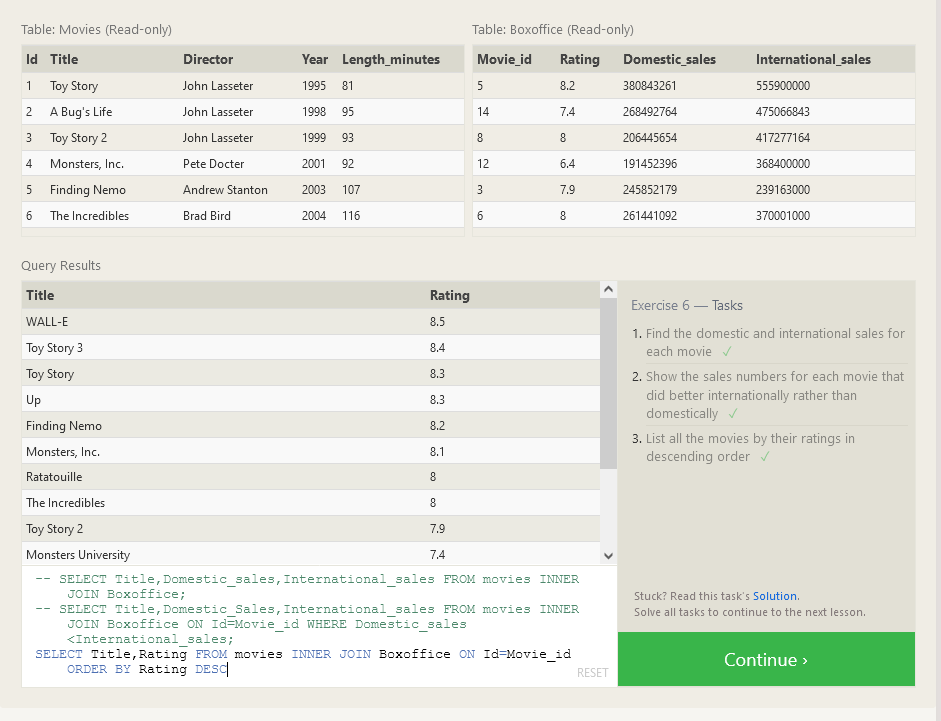 Table: Movies (Read-only)
Id Title Director Year Length_minutes
1 Toy Story John Lasseter 1995 81
2 A Bug's Life John Lasseter 1998 95
3 Toy Story 2 John Lasseter 1999 93
4 Monsters, Inc. Pete Docter 2001 92
5 Finding Nemo Andrew Stanton 2003 107
6 The Incredibles Brad Bird 2004 116
Table: Boxoffice (Read-only)
Movie_id Rating Domestic_sales International_sales
5 8.2 380843261 555900000
14 7.4 268492764 475066843
8 8 206445654 417277164
12 6.4 191452396 368400000
3 7.9 245852179 239163000
6 8 261441092 370001000
Query Results
Title Rating
WALL-E 8.5
Toy Story 3 8.4
Toy Story 8.3
Up 8.3
Finding Nemo 8.2
Monsters, Inc. 8.1
Ratatouille 8
The Incredibles 8
Toy Story 2 7.9
Monsters University 7.4
-- SELECT Title,Domestic_sales,International_sales FROM movies INNER
JOIN Boxoffice;
-- SELECT Title,Domestic_Sales,International_sales FROM movies INNER
JOIN Boxoffice ON Id=Movie_id WHERE Domestic_sales
<International_sales;
SELECT Title,Rating FROM movies INNER JOIN Boxoffice ON Id=Movie_id
ORDER BY Rating DESC
RESET
Exercise 6 — Tasks
1. Find the domestic and international sales for
each movie ✓
2. Show the sales numbers for each movie that
did better internationally rather than
domestically ✓
3. List all the movies by their ratings in
descending order ✓
Stuck? Read this task's Solution.
Solve all tasks to continue to the next lesson.
Continue ›